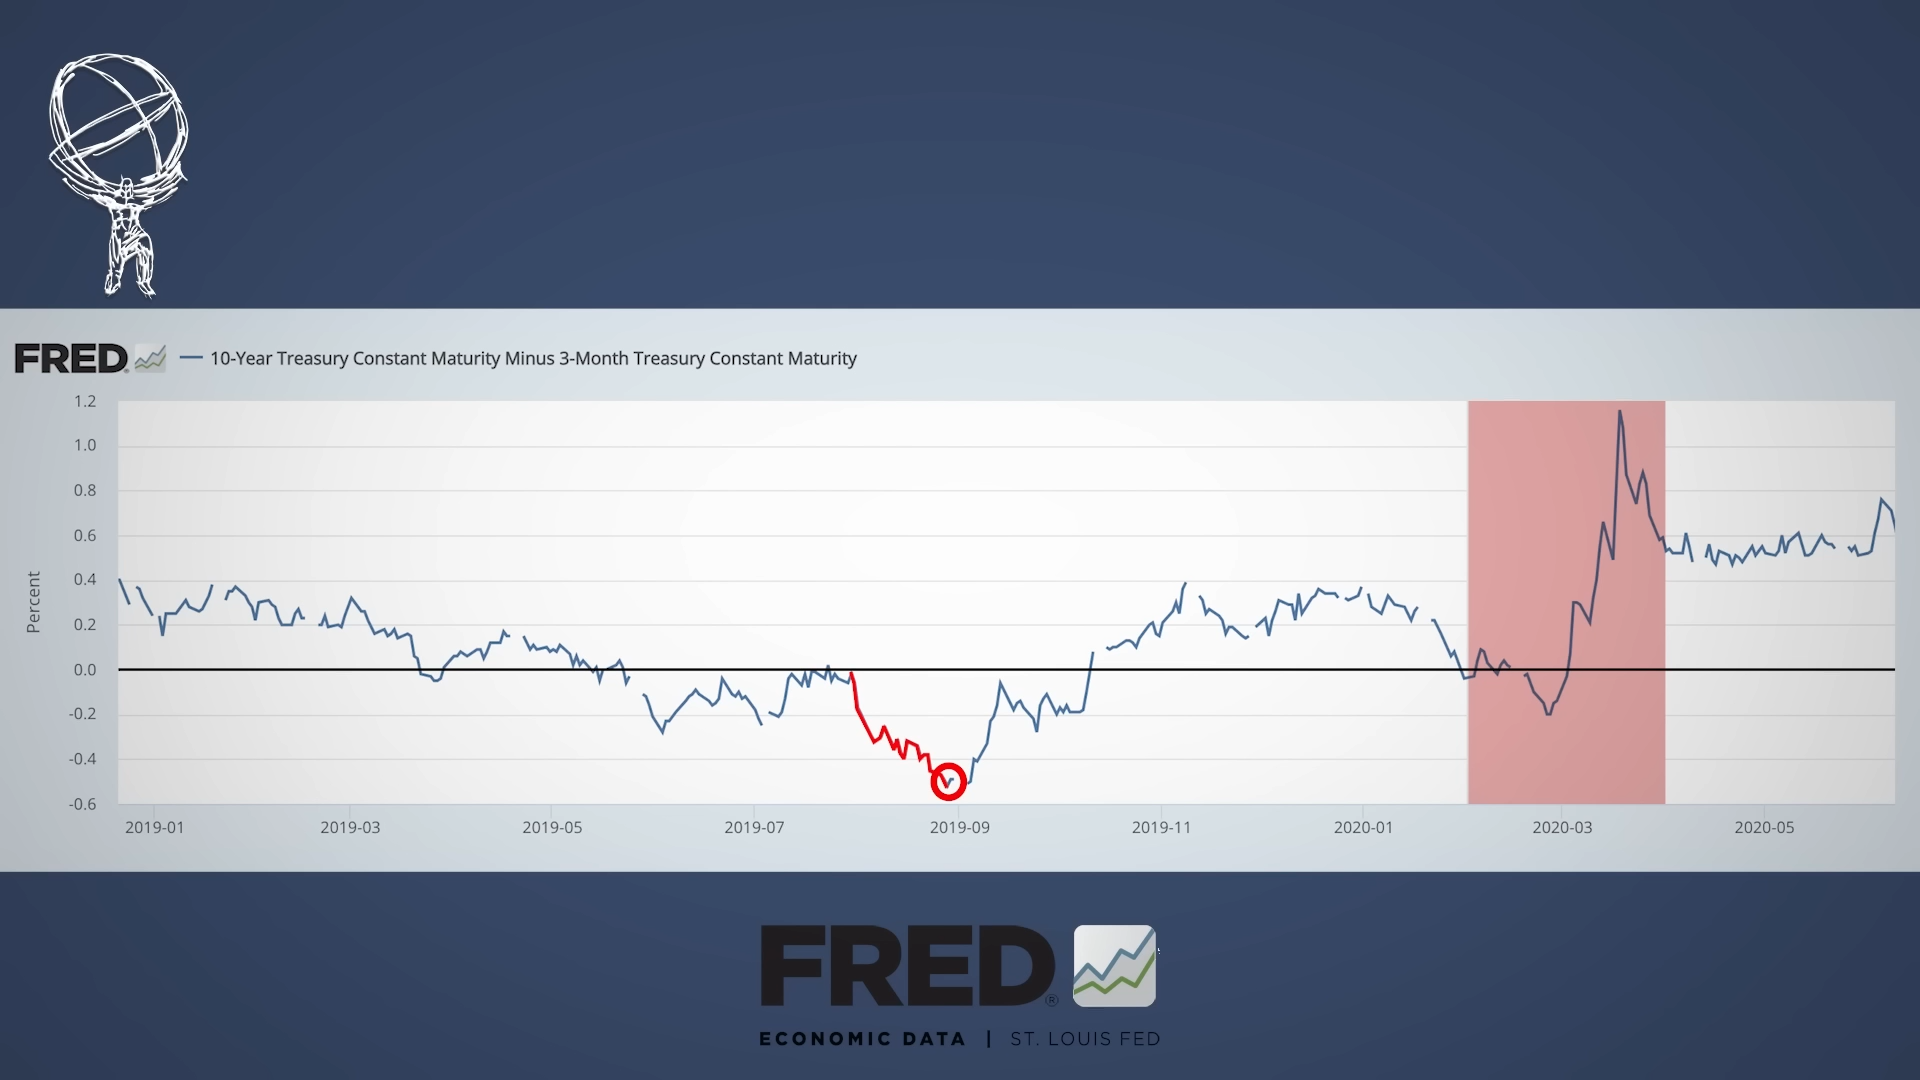 FRED 10-Year Treasury Constant Maturity Minus 3-Month Treasury Constant Maturity
Percent
1.2
1.0
0.8
0.6
0.4
0.2
0.0
-0.2
-0.4
-0.6
2019-01 2019-03 2019-05 2019-07 2019-09 2019-11 2020-01 2020-03 2020-05
FRED®
ECONOMIC DATA | ST. LOUIS FED